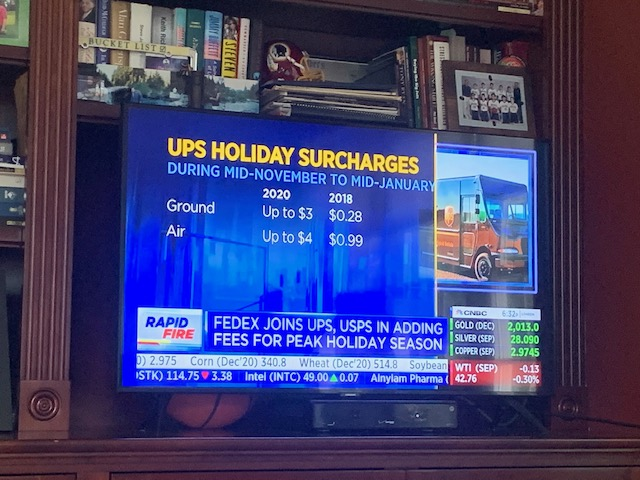 BUCKET LIST
STEVEN
UPS HOLIDAY SURCHARGES
DURING MID-NOVEMBER TO MID-JANUARY
2020 2018
Ground Up to $3 $0.28
Air Up to $4 $0.99
RAPID FIRE
FEDEX JOINS UPS, USPS IN ADDING
FEES FOR PEAK HOLIDAY SEASON
CNBC 6:32
GOLD (DEC) 2,013.0
SILVER (SEP) 28.090
COPPER (SEP) 2.9745
WTI (SEP) -0.13
42.76 -0.30%
0) 2.975 Corn (Dec'20) 340.8 Wheat (Dec'20) 514.8 Soybean
STK) 114.75 ▼ 3.38 Intel (INTC) 49.00 ▲ 0.07 Alnylam Pharma (